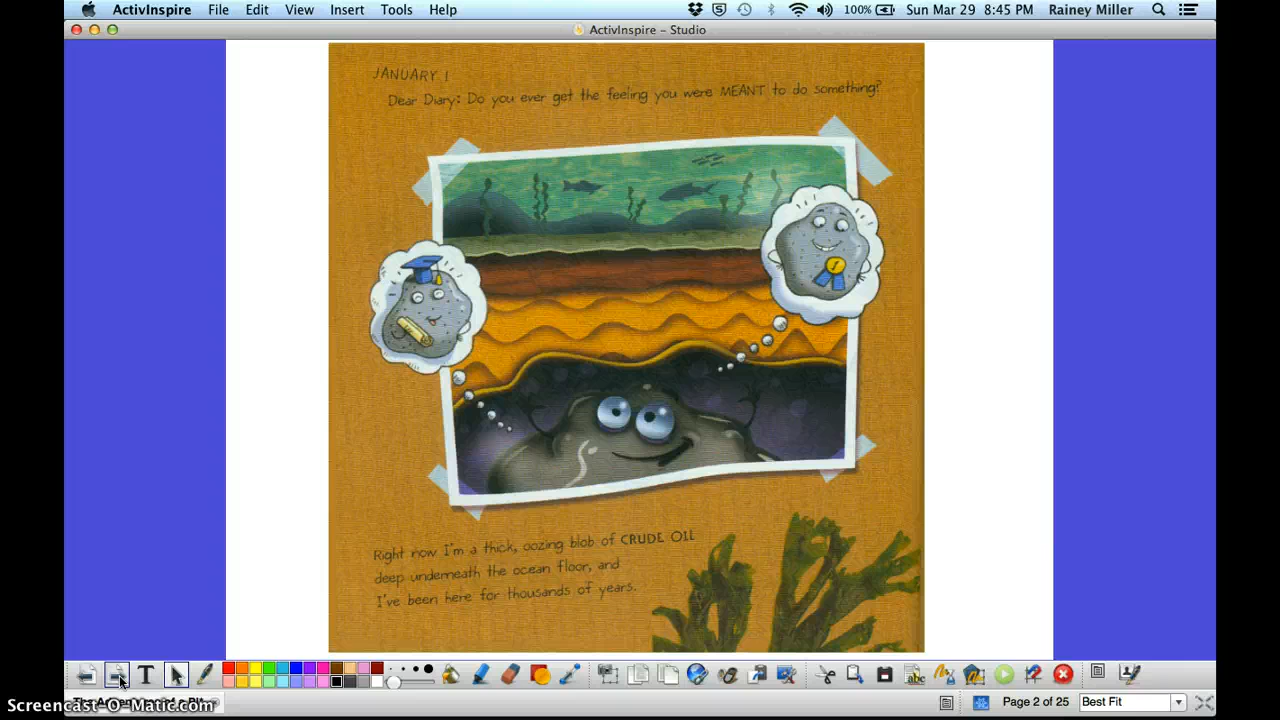 ActivInspire File Edit View Insert Tools Help 100% Sun Mar 29 8:45 PM Rainey Miller
ActivInspire – Studio
JANUARY 1
Dear Diary: Do you ever get the feeling you were MEANT to do something?
1
Right now I'm a thick, oozing blob of CRUDE OIL
deep underneath the ocean floor, and
I've been here for thousands of years.
T
Page 2 of 25 Best Fit
Screencast-O-Matic.com